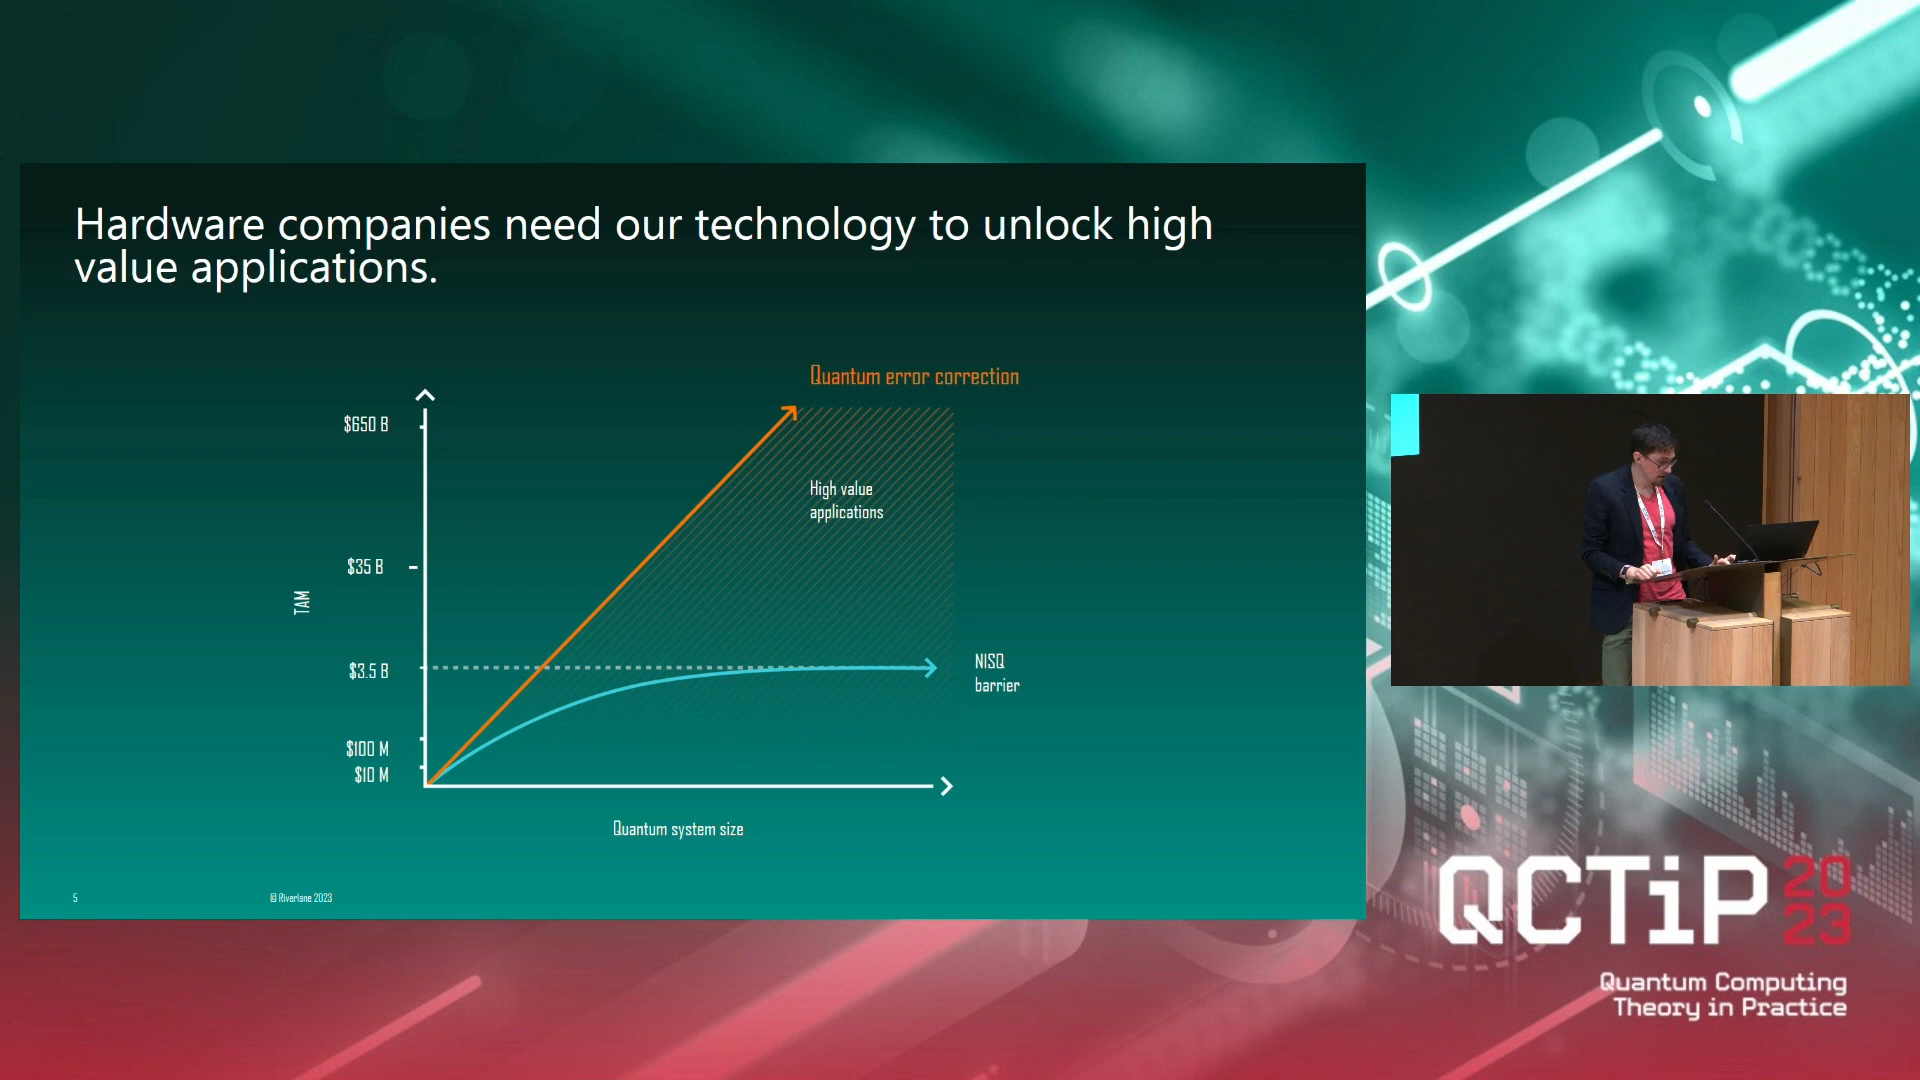 Hardware companies need our technology to unlock high
value applications.
Quantum error correction
$650 B
High value
applications
$35 B
TAM
$3.5 B
NISQ
barrier
$100 M
$10 M
Quantum system size
5
© Riverlane 2023
QCTiP 2023
Quantum Computing
Theory in Practice